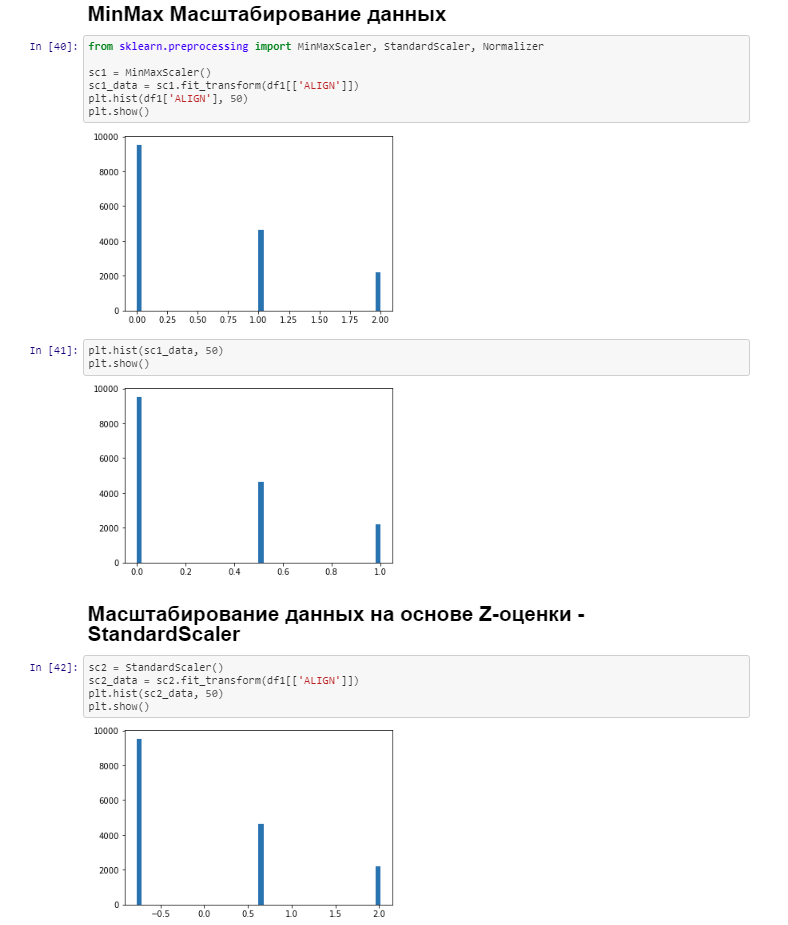 MinMax Масштабирование данных
In [40]: from sklearn.preprocessing import MinMaxScaler, StandardScaler, Normalizer
sc1 = MinMaxScaler()
sc1_data = sc1.fit_transform(df1[['ALIGN']])
plt.hist(df1['ALIGN'], 50)
plt.show()
10000
8000
6000
4000
2000
0
0.00 0.25 0.50 0.75 1.00 1.25 1.50 1.75 2.00
In [41]: plt.hist(sc1_data, 50)
plt.show()
10000
8000
6000
4000
2000
0
0.0 0.2 0.4 0.6 0.8 1.0
Масштабирование данных на основе Z-оценки -
StandardScaler
In [42]: sc2 = StandardScaler()
sc2_data = sc2.fit_transform(df1[['ALIGN']])
plt.hist(sc2_data, 50)
plt.show()
10000
8000
6000
4000
2000
0
−0.5 0.0 0.5 1.0 1.5 2.0